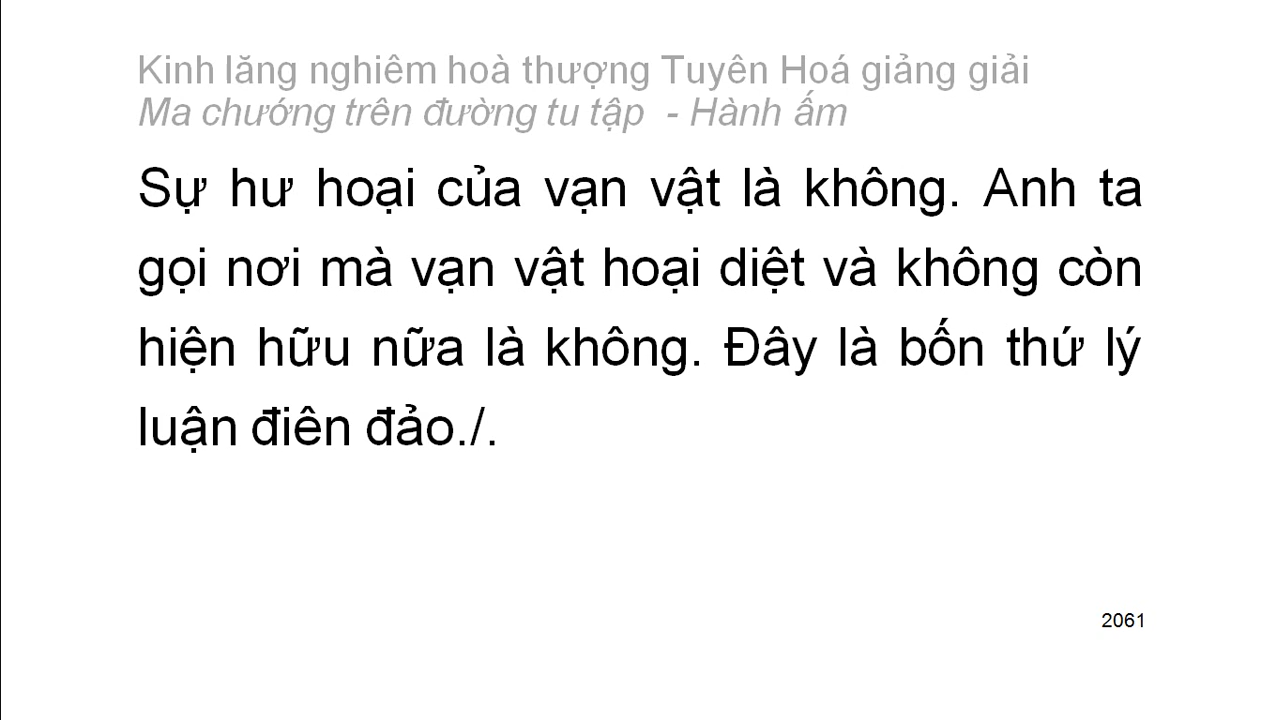 Kinh lăng nghiêm hoà thượng Tuyên Hoá giảng giải
Ma chướng trên đường tu tập - Hành ấm
Sự hư hoại của vạn vật là không. Anh ta
gọi nơi mà vạn vật hoại diệt và không còn
hiện hữu nữa là không. Đây là bốn thứ lý
luận điên đảo./.
2061